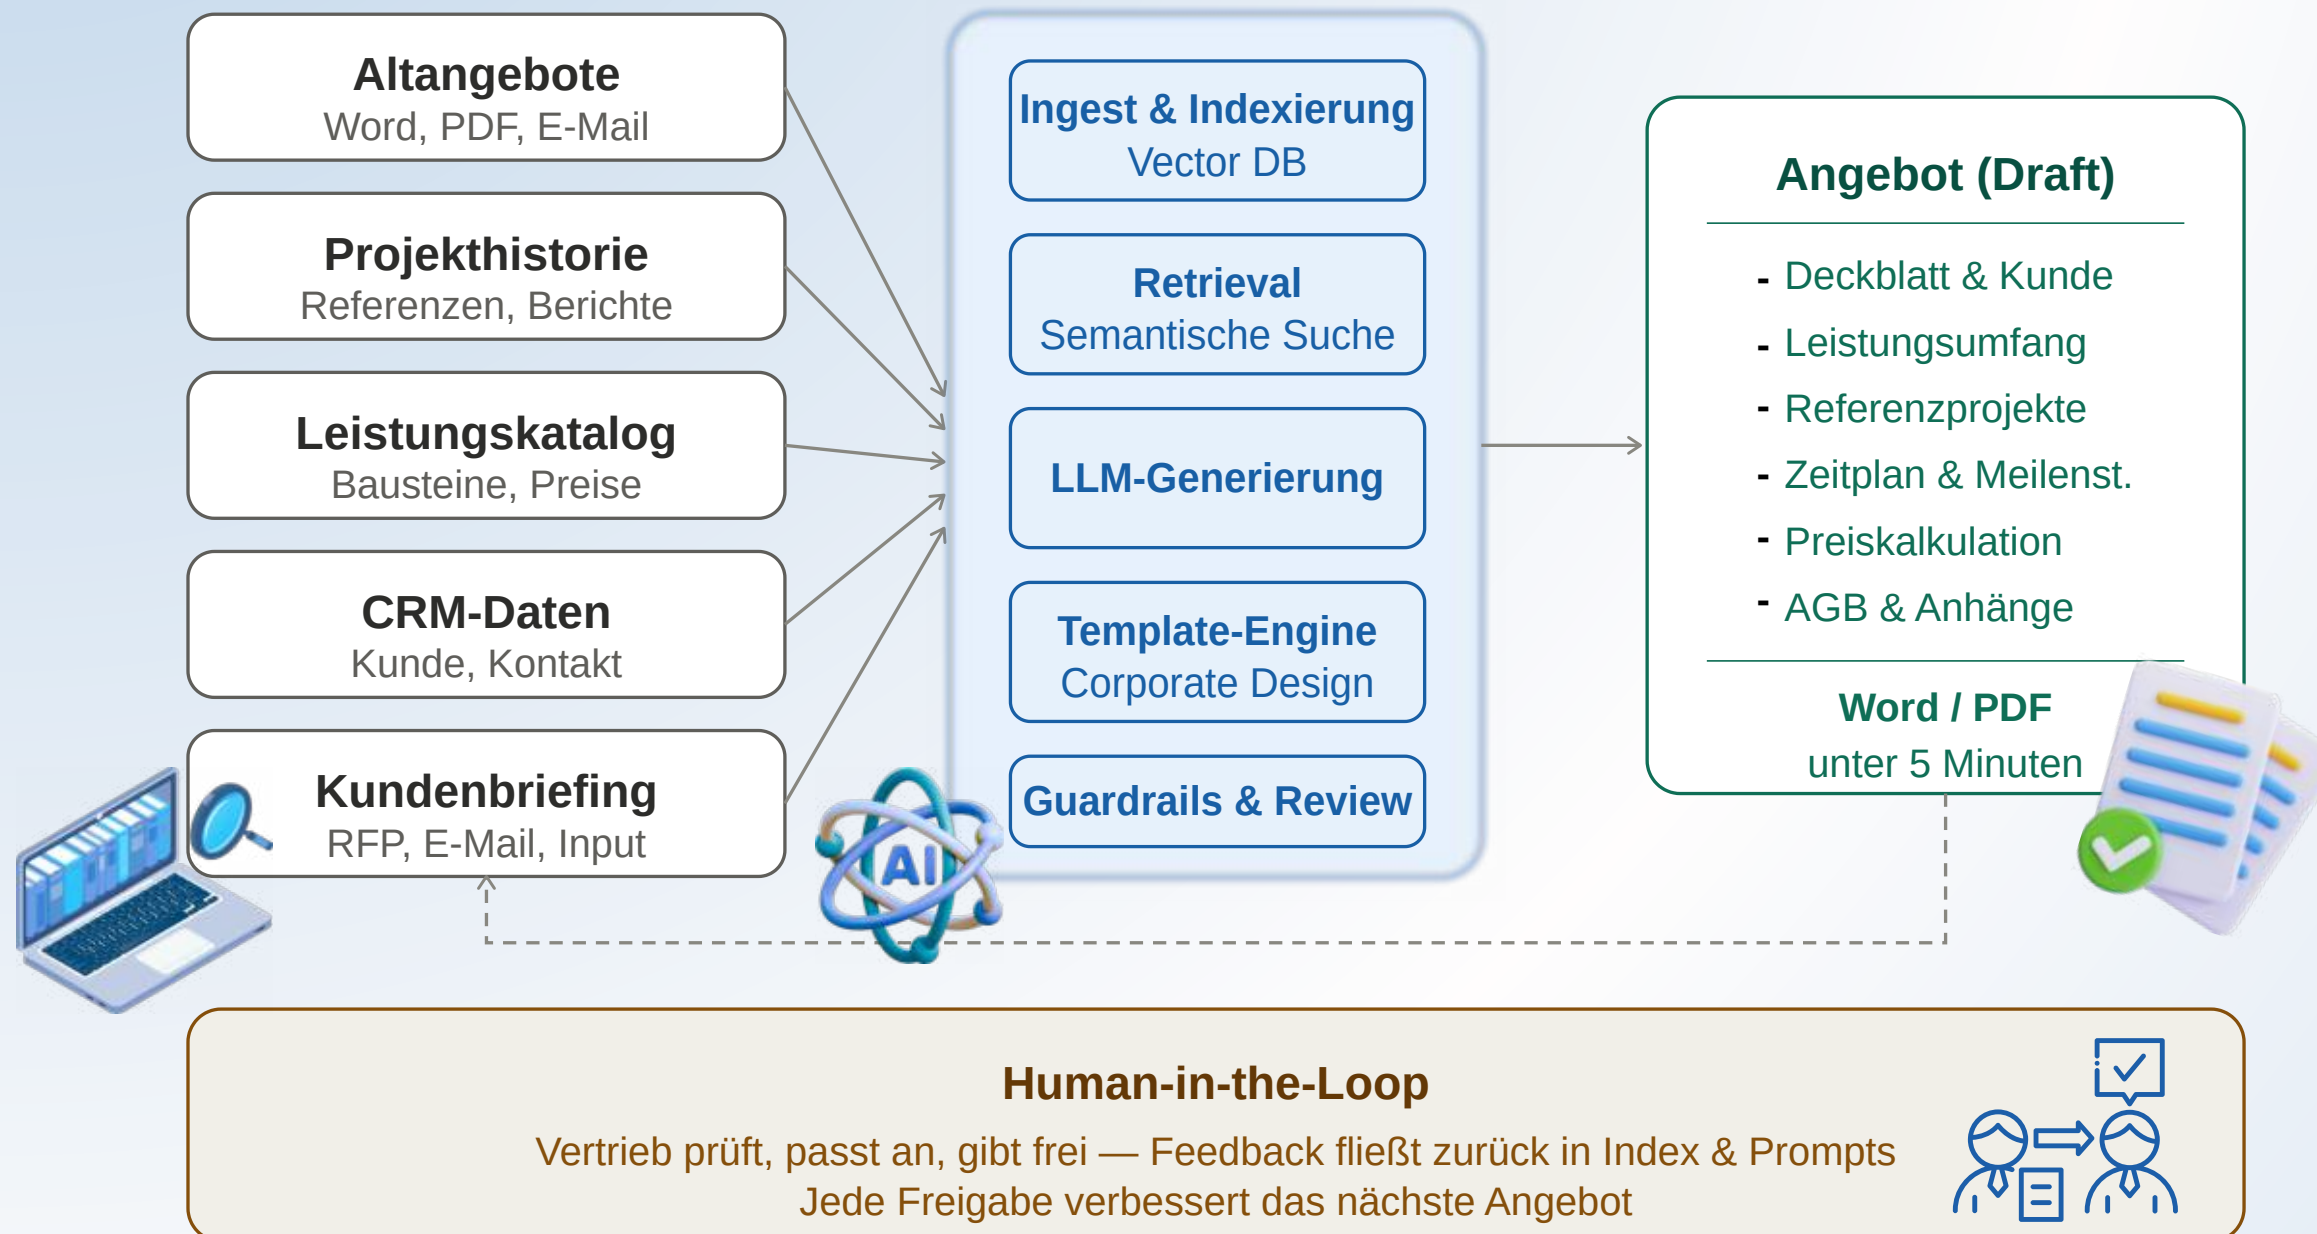 Altangebote
Word, PDF, E-Mail
Projekthistorie
Referenzen, Berichte
Leistungskatalog
Bausteine, Preise
CRM-Daten
Kunde, Kontakt
Kundenbriefing
RFP, E-Mail, Input
AI
Ingest & Indexierung
Vector DB
Retrieval
Semantische Suche
LLM-Generierung
Template-Engine
Corporate Design
Guardrails & Review
Angebot (Draft)
- Deckblatt & Kunde
- Leistungsumfang
- Referenzprojekte
- Zeitplan & Meilenst.
- Preiskalkulation
- AGB & Anhänge
Word / PDF
unter 5 Minuten
Human-in-the-Loop
Vertrieb prüft, passt an, gibt frei — Feedback fließt zurück in Index & Prompts
Jede Freigabe verbessert das nächste Angebot